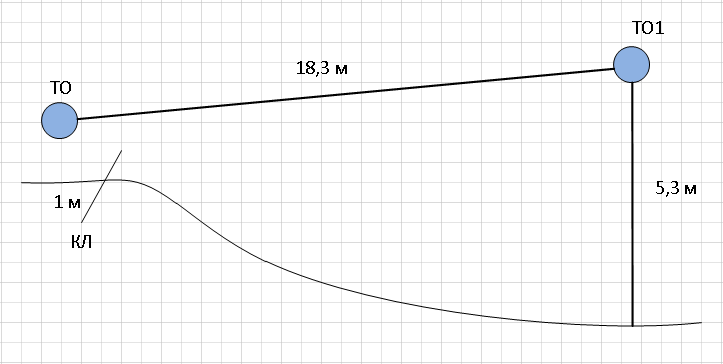 ТО1
18,3 м
ТО
5,3 м
1 м
КЛ